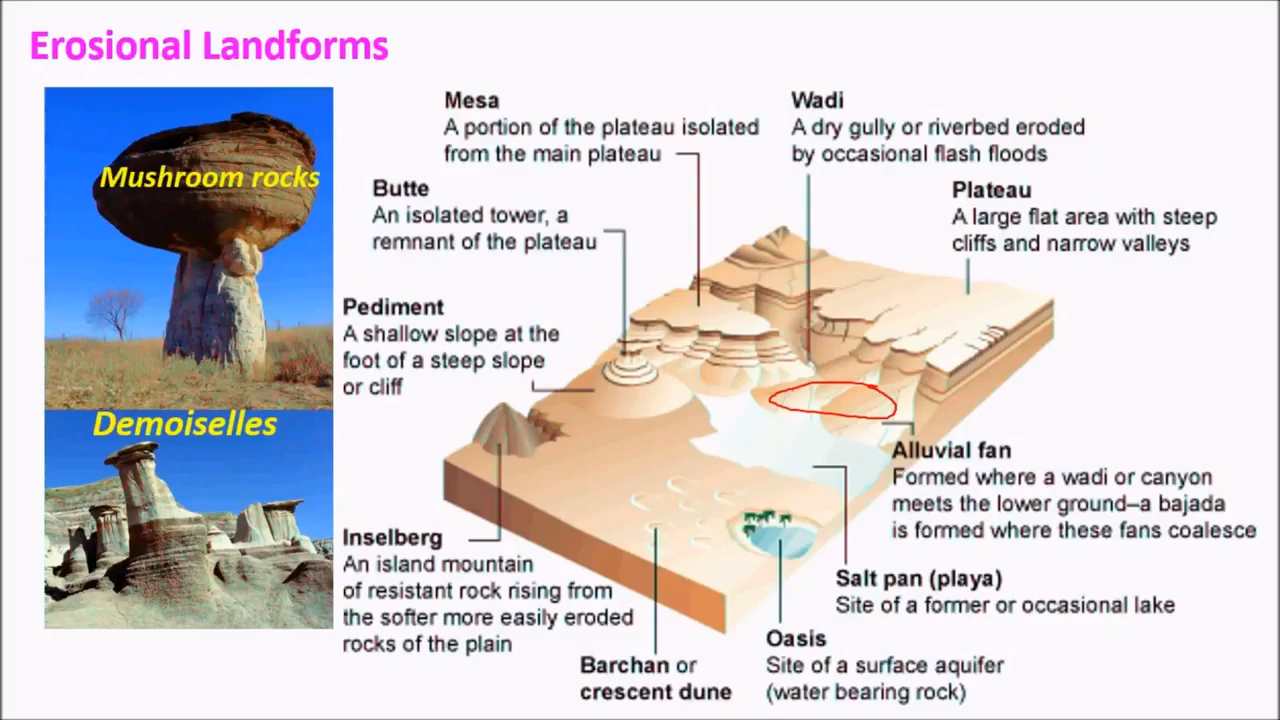 Erosional Landforms
Mushroom rocks
Demoiselles
Mesa
A portion of the plateau isolated
from the main plateau
Wadi
A dry gully or riverbed eroded
by occasional flash floods
Butte
An isolated tower, a
remnant of the plateau
Plateau
A large flat area with steep
cliffs and narrow valleys
Pediment
A shallow slope at the
foot of a steep slope
or cliff
Alluvial fan
Formed where a wadi or canyon
meets the lower ground–a bajada
is formed where these fans coalesce
Inselberg
An island mountain
of resistant rock rising from
the softer more easily eroded
rocks of the plain
Salt pan (playa)
Site of a former or occasional lake
Barchan or
crescent dune
Oasis
Site of a surface aquifer
(water bearing rock)